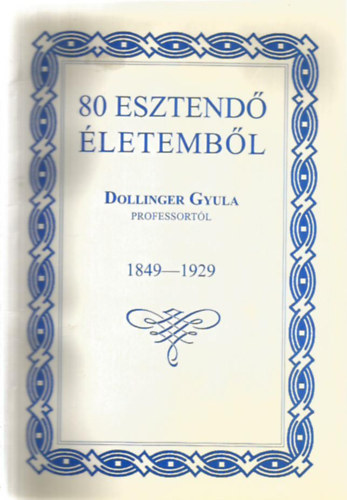 80 ESZTENDŐ
ÉLETEMBŐL
DOLLINGER GYULA
PROFESSORTÓL
1849—1929